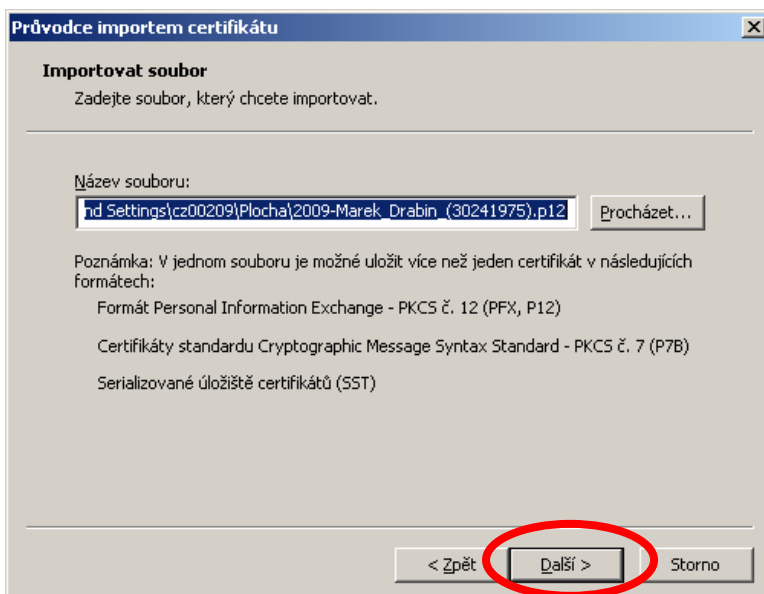 Průvodce importem certifikátu
Importovat soubor
Zadejte soubor, který chcete importovat.
Název souboru:
nd Settings\cz00209\Plocha\2009-Marek_Drabin_(30241975).p12
Procházet...
Poznámka: V jednom souboru je možné uložit více než jeden certifikát v následujících
formátech:
Formát Personal Information Exchange - PKCS č. 12 (PFX, P12)
Certifikáty standardu Cryptographic Message Syntax Standard - PKCS č. 7 (P7B)
Serializované úložiště certifikátů (SST)
< Zpět
Další >
Storno